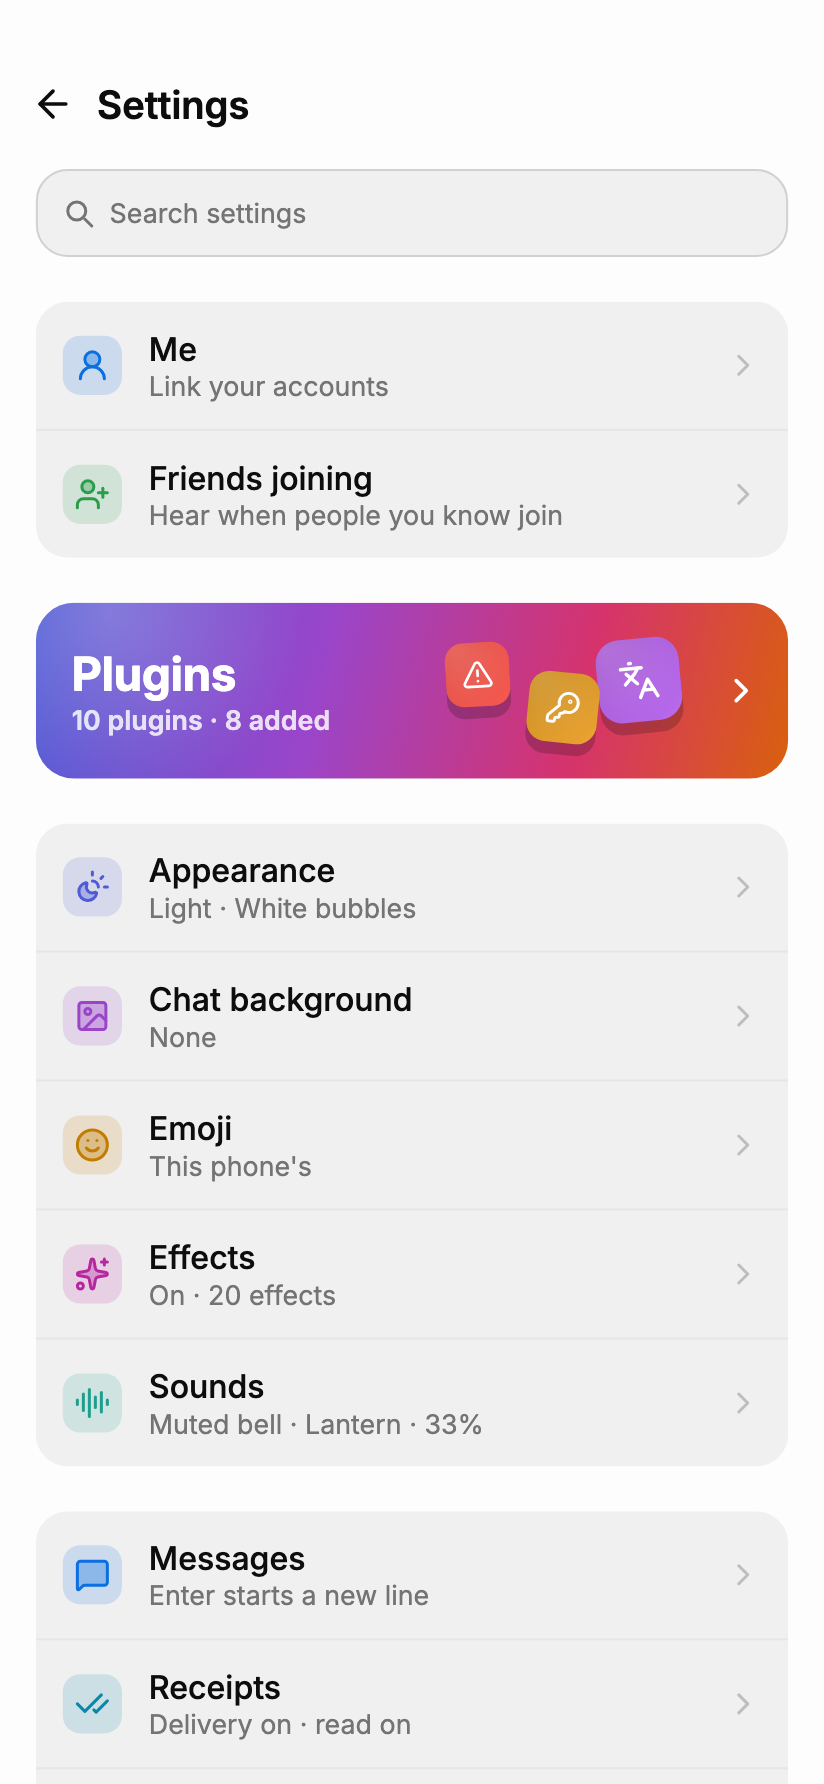 Settings
Search settings
Me
Link your accounts
Friends joining
Hear when people you know join
Plugins
10 plugins · 8 added
Appearance
Light · White bubbles
Chat background
None
Emoji
This phone's
Effects
On · 20 effects
Sounds
Muted bell · Lantern · 33%
Messages
Enter starts a new line
Receipts
Delivery on · read on